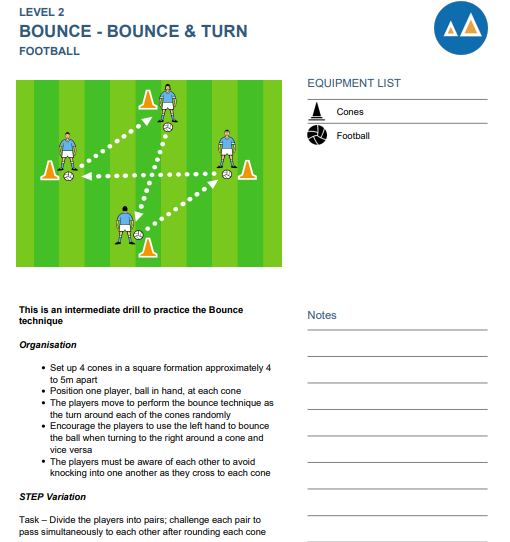 LEVEL 2
BOUNCE - BOUNCE & TURN
FOOTBALL
EQUIPMENT LIST
Cones
Football
This is an intermediate drill to practice the Bounce
technique
Organisation
• Set up 4 cones in a square formation approximately 4
to 5m apart
• Position one player, ball in hand, at each cone
• The players move to perform the bounce technique as
the turn around each of the cones randomly
• Encourage the players to use the left hand to bounce
the ball when turning to the right around a cone and
vice versa
• The players must be aware of each other to avoid
knocking into one another as they cross to each cone
STEP Variation
Task – Divide the players into pairs; challenge each pair to
pass simultaneously to each other after rounding each cone
Notes